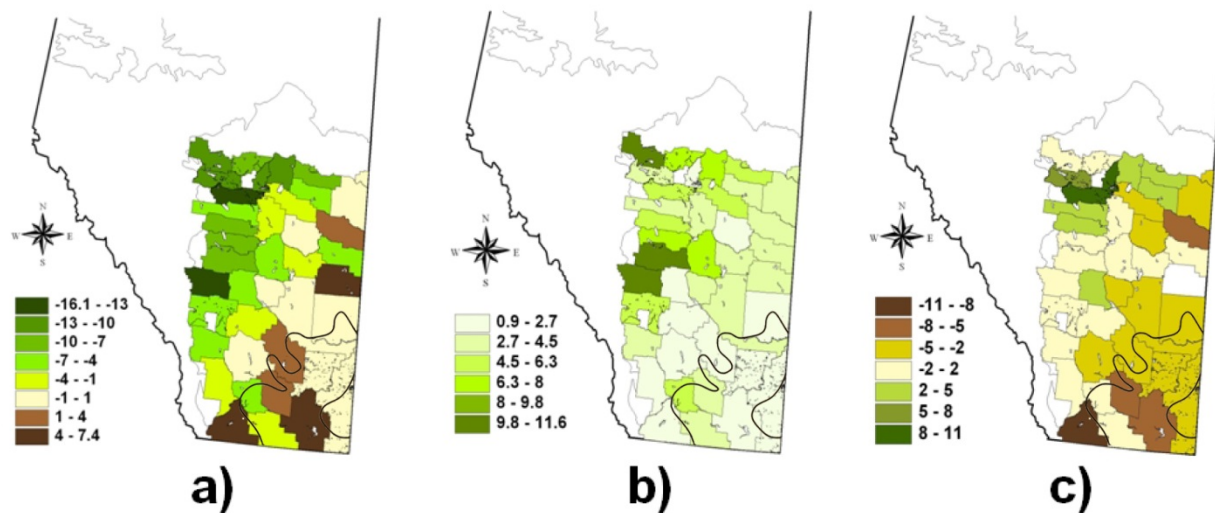 N
W E
S
-16.1 - -13
-13 - -10
-10 - -7
-7 - -4
-4 - -1
-1 - 1
1 - 4
4 - 7.4
a)
N
W E
S
0.9 - 2.7
2.7 - 4.5
4.5 - 6.3
6.3 - 8
8 - 9.8
9.8 - 11.6
b)
N
W E
S
-11 - -8
-8 - -5
-5 - -2
-2 - 2
2 - 5
5 - 8
8 - 11
c)